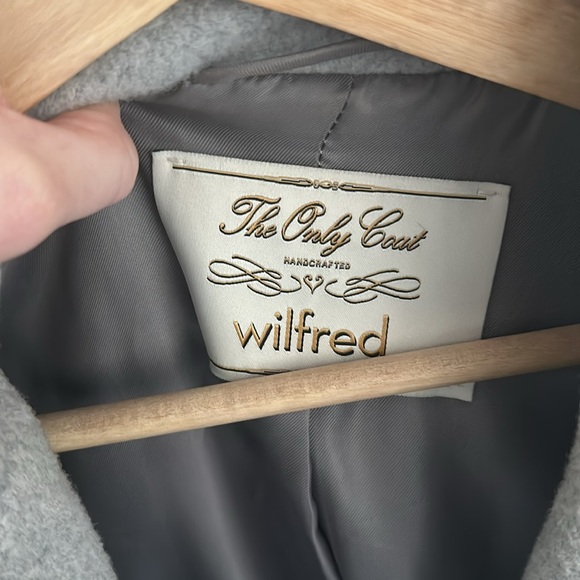 The Only Coat
HANDCRAFTED
wilfred